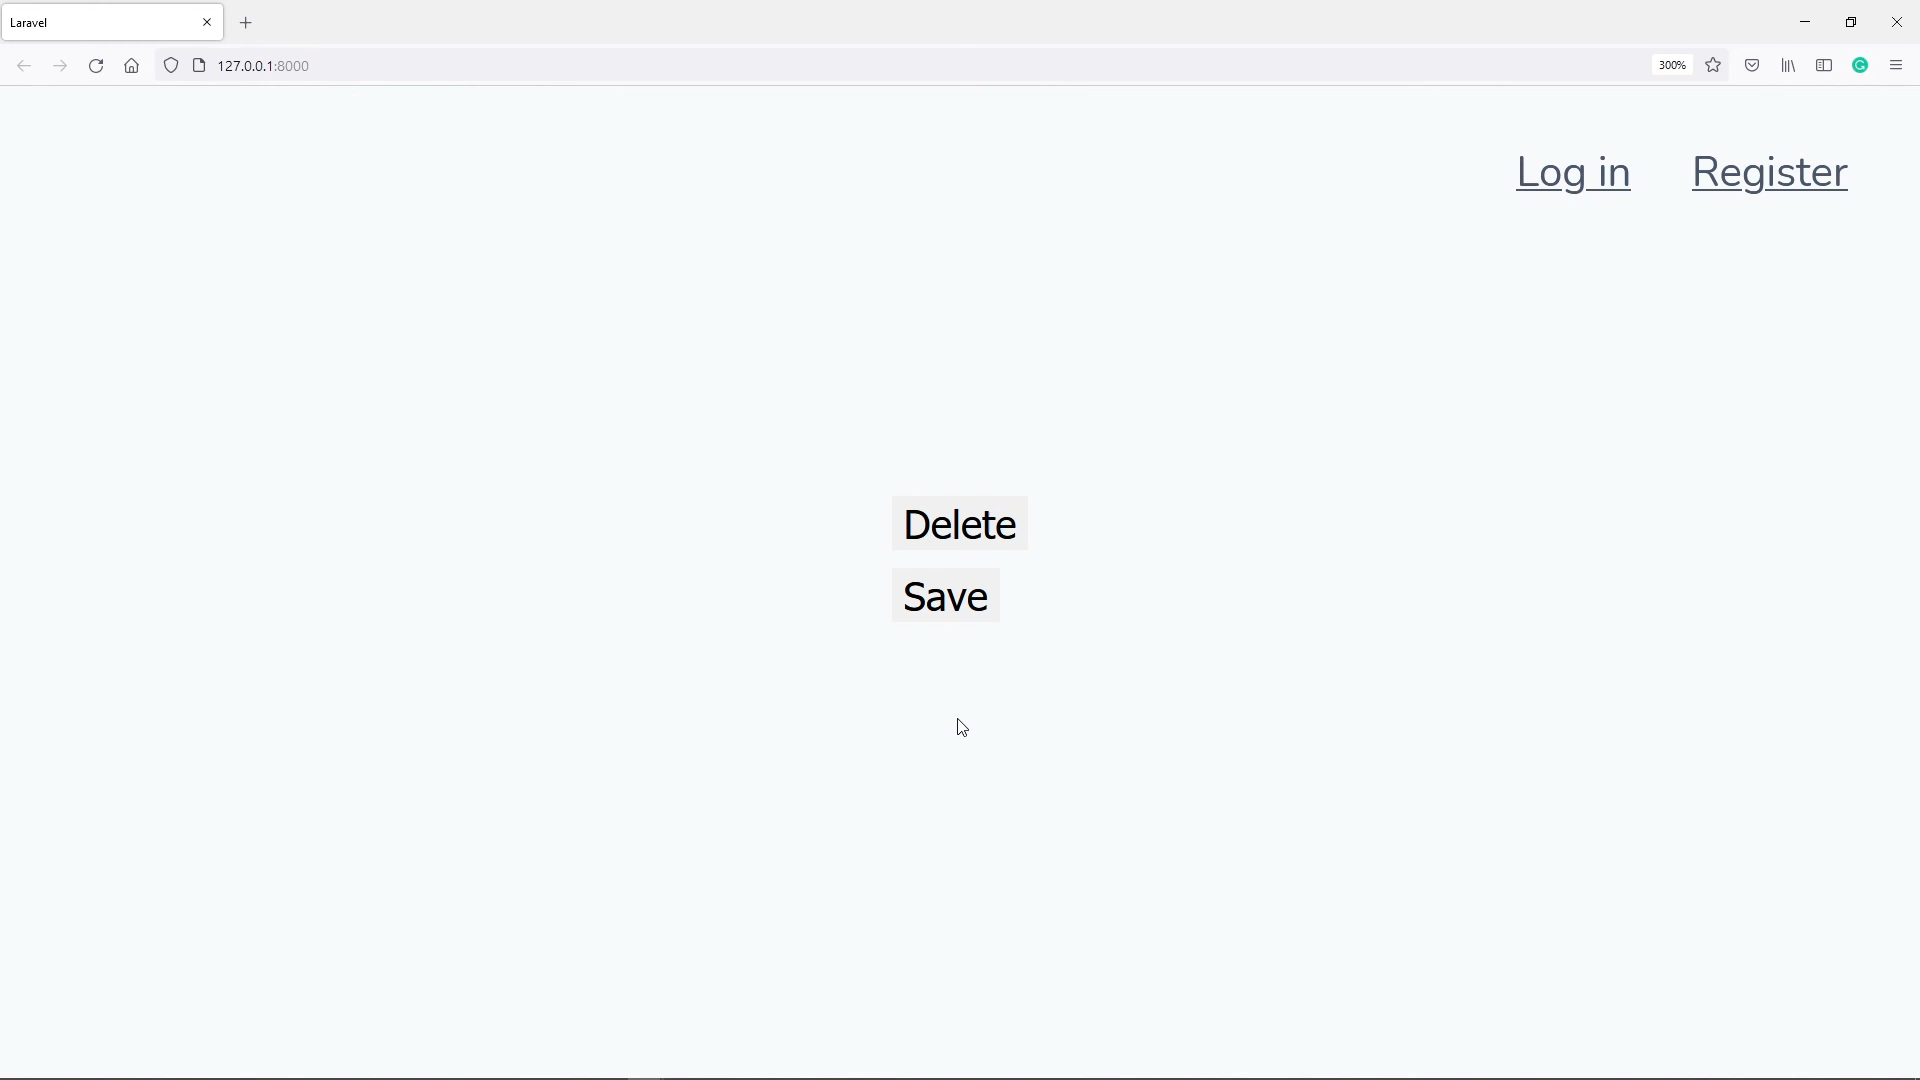 Laravel
127.0.0.1:8000
300%
Log in Register
Delete
Save